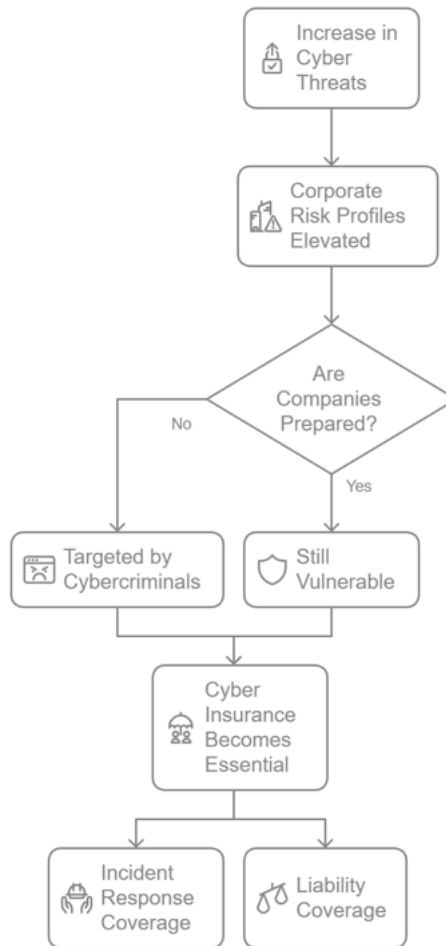 Increase in
Cyber
Threats
Corporate
Risk Profiles
Elevated
Are
Companies
Prepared?
No
Yes
Targeted by
Cybercriminals
Still
Vulnerable
Cyber
Insurance
Becomes
Essential
Incident
Response
Coverage
Liability
Coverage